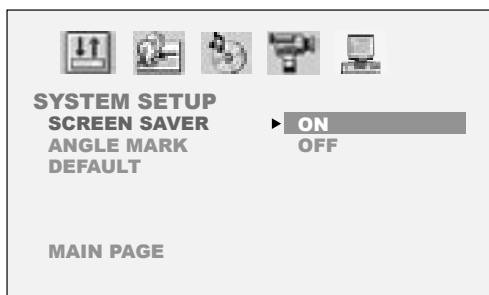 SYSTEM SETUP
SCREEN SAVER ON
ANGLE MARK OFF
DEFAULT
MAIN PAGE